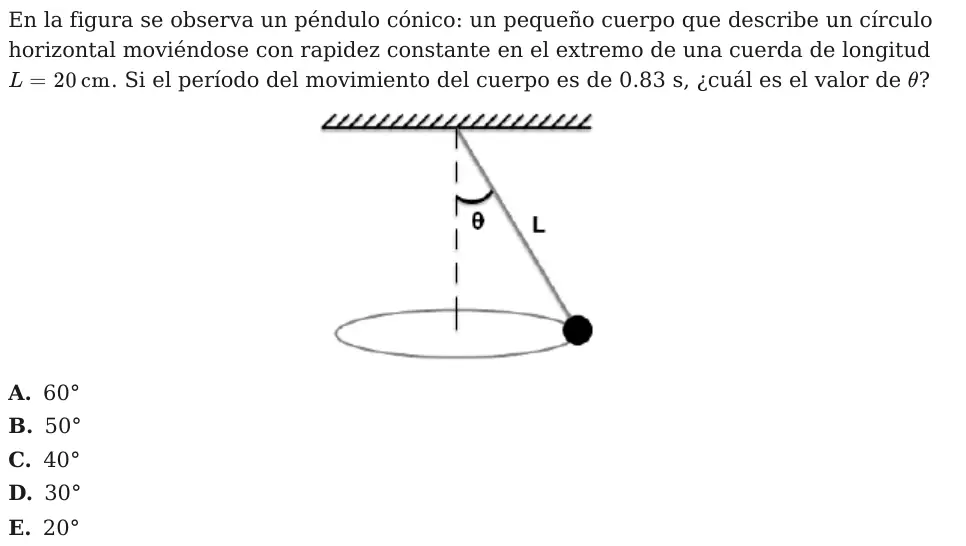 En la figura se observa un péndulo cónico: un pequeño cuerpo que describe un círculo
horizontal moviéndose con rapidez constante en el extremo de una cuerda de longitud
L = 20 cm. Si el período del movimiento del cuerpo es de 0.83 s, ¿cuál es el valor de θ?
θ
L
A. 60°
B. 50°
C. 40°
D. 30°
E. 20°